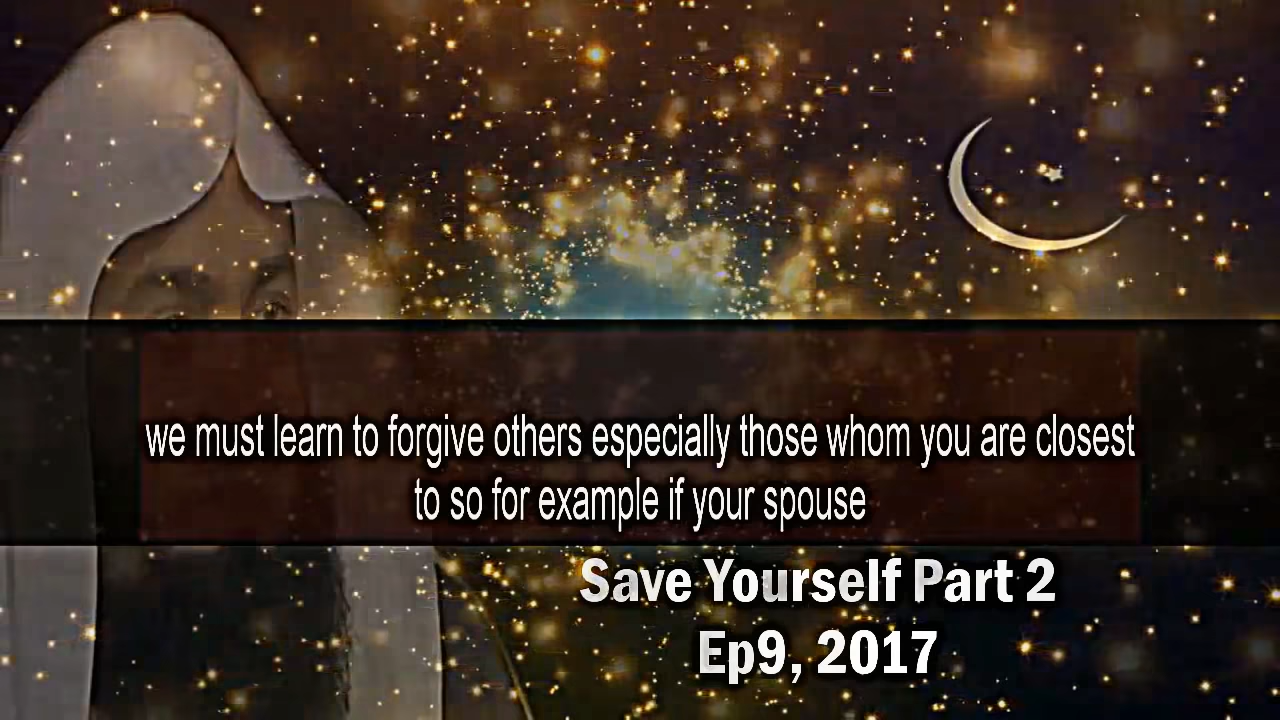 we must learn to forgive others especially those whom you are closest
to so for example if your spouse
Save Yourself Part 2
Ep9, 2017